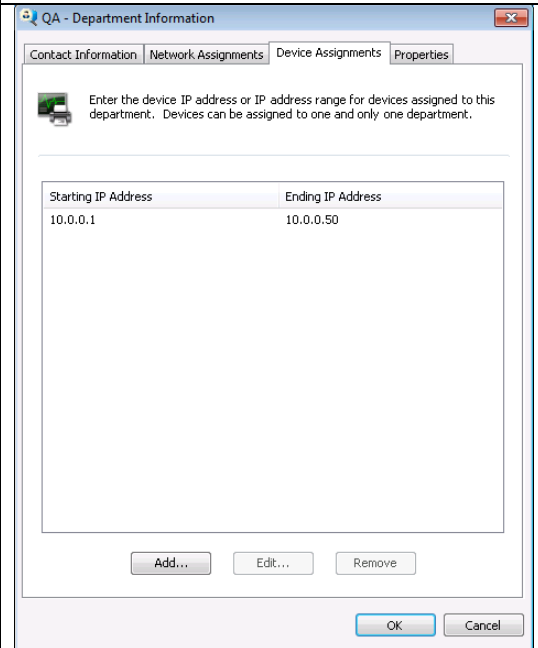 QA - Department Information
Contact Information Network Assignments Device Assignments Properties
Enter the device IP address or IP address range for devices assigned to this
department. Devices can be assigned to one and only one department.
Starting IP Address Ending IP Address
10.0.0.1 10.0.0.50
Add... Edit... Remove
OK Cancel